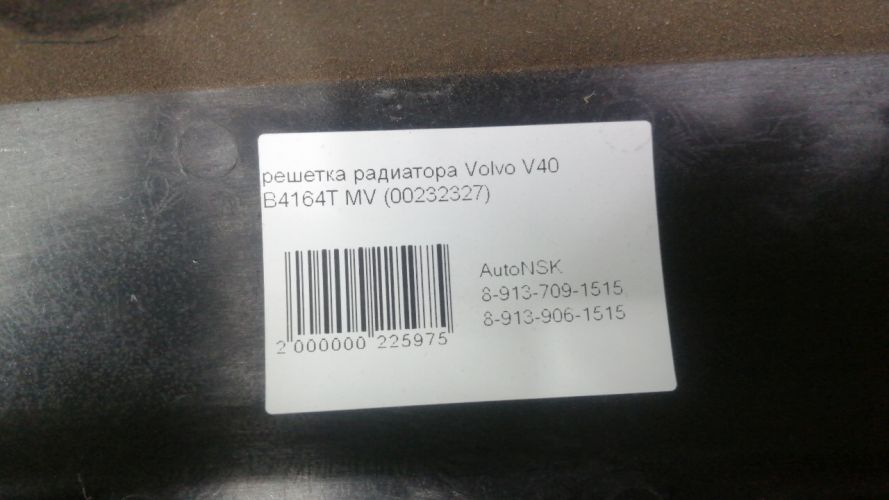 решетка радиатора Volvo V40
B4164T MV (00232327)
AutoNSK
8-913-709-1515
8-913-906-1515
2 000000 225975